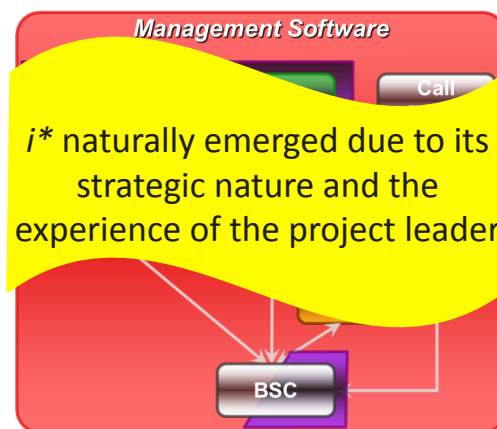 Management Software
Call
i* naturally emerged due to its
strategic nature and the
experience of the project leader
BSC